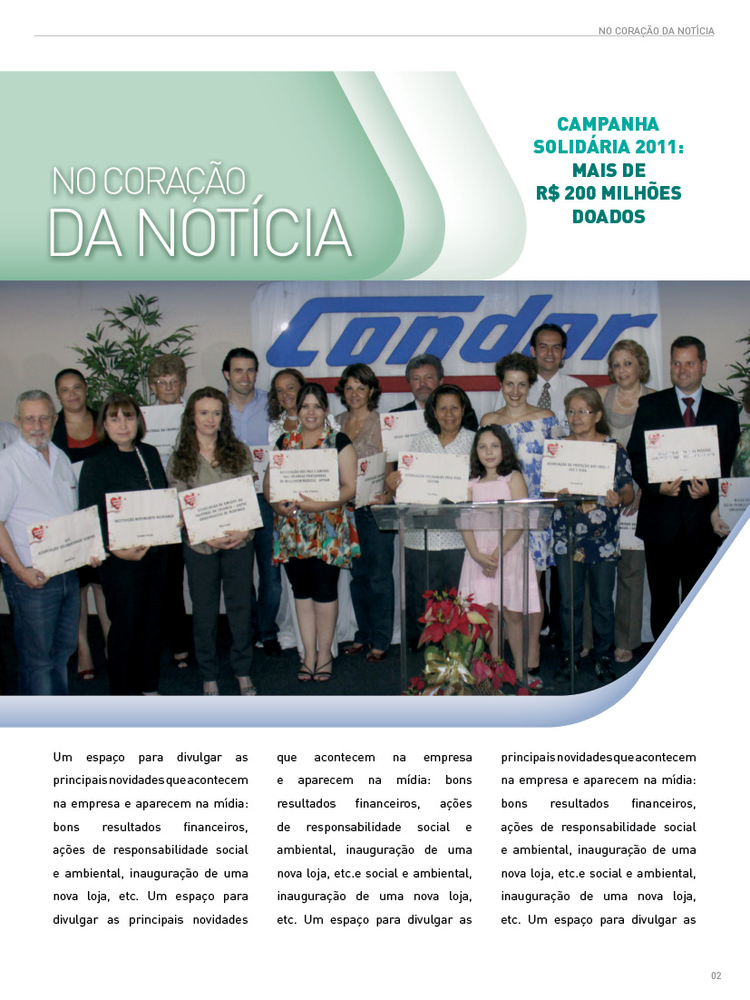 NO CORAÇÃO DA NOTÍCIA
NO CORAÇÃO
DA NOTÍCIA
CAMPANHA
SOLIDÁRIA 2011:
MAIS DE
R$ 200 MILHÕES
DOADOS
Condor
Um espaço para divulgar as
principais novidades que acontecem
na empresa e aparecem na mídia:
bons resultados financeiros,
ações de responsabilidade social
e ambiental, inauguração de uma
nova loja, etc. Um espaço para
divulgar as principais novidades
que acontecem na empresa
e aparecem na mídia: bons
resultados financeiros, ações
de responsabilidade social e
ambiental, inauguração de uma
nova loja, etc.e social e ambiental,
inauguração de uma nova loja,
etc. Um espaço para divulgar as
principais novidades que acontecem
na empresa e aparecem na mídia:
bons resultados financeiros,
ações de responsabilidade social
e ambiental, inauguração de uma
nova loja, etc.e social e ambiental,
inauguração de uma nova loja,
etc. Um espaço para divulgar as
02